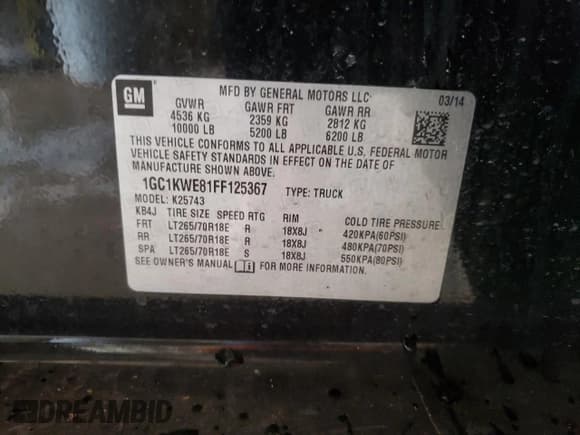 GM
MFD BY GENERAL MOTORS LLC
03/14
GVWR GAWR FRT GAWR RR
4536 KG 2359 KG 2812 KG
10000 LB 5200 LB 6200 LB
THIS VEHICLE CONFORMS TO ALL APPLICABLE U.S. FEDERAL MOTOR
VEHICLE SAFETY STANDARDS IN EFFECT ON THE DATE OF
MANUFACTURE SHOWN ABOVE.
1GC1KWE81FF125367 TYPE: TRUCK
MODEL: K25743
KB4J TIRE SIZE SPEED RTG RIM COLD TIRE PRESSURE
FRT LT265/70R18E R 18X8J 420KPA(60PSI)
RR LT265/70R18E R 18X8J 480KPA(70PSI)
SPA LT265/70R18E S 18X8J 550KPA(80PSI)
SEE OWNER'S MANUAL FOR MORE INFORMATION
DREAMBID